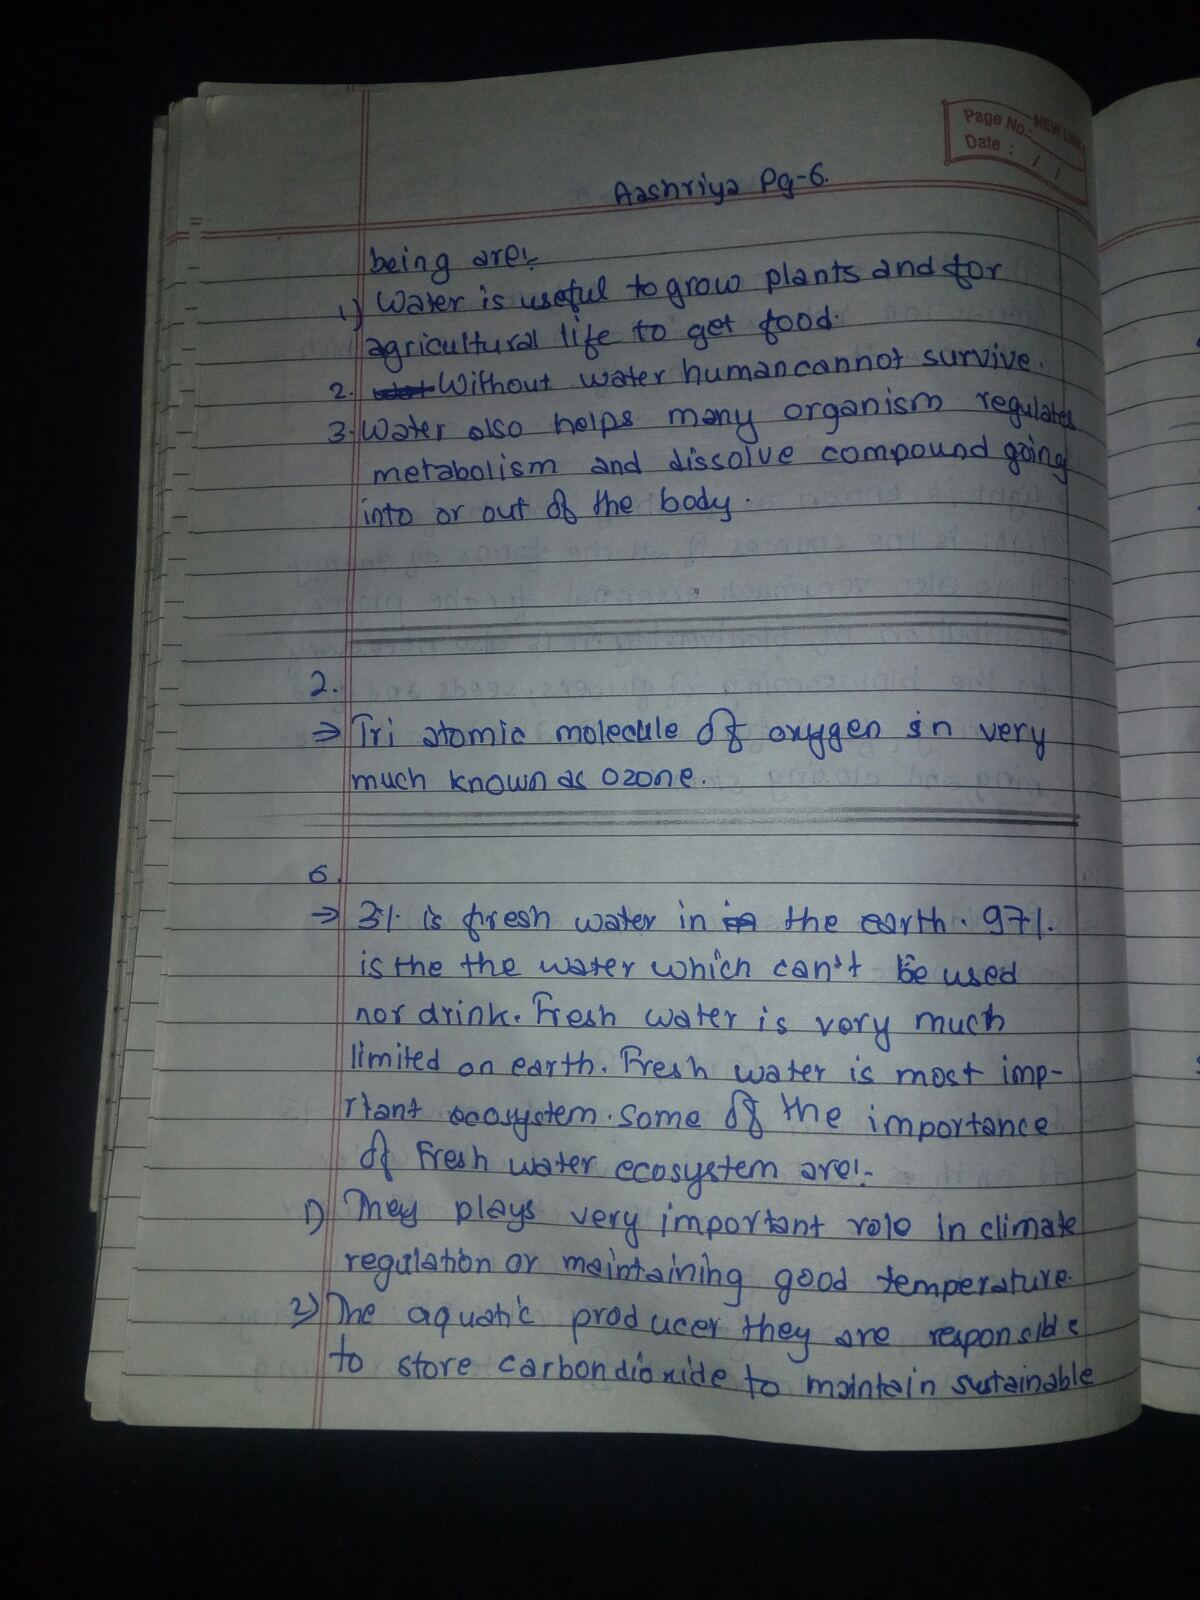 Page No.: NEW
Date : / /
Aashriya Pg-6.
being are:-
1) Water is useful to grow plants and for
agricultural life to get food.
2. Without water human cannot survive.
3. Water also helps many organism regulates
metabolism and dissolve compound going
into or out of the body.
2.
⇒ Tri atomic molecule of oxygen in very
much known as ozone.
6.
⇒ 3% is fresh water in the earth. 97%.
is the the water which can't be used
nor drink. Fresh water is very much
limited on earth. Fresh water is most imp-
rtant ecosystem. Some of the importance
of Fresh water ecosystem are:-
1) They plays very important role in climate
regulation or maintaining good temperature.
2) The aquatic producer they are responsible
to store carbondioxide to maintain sustainable